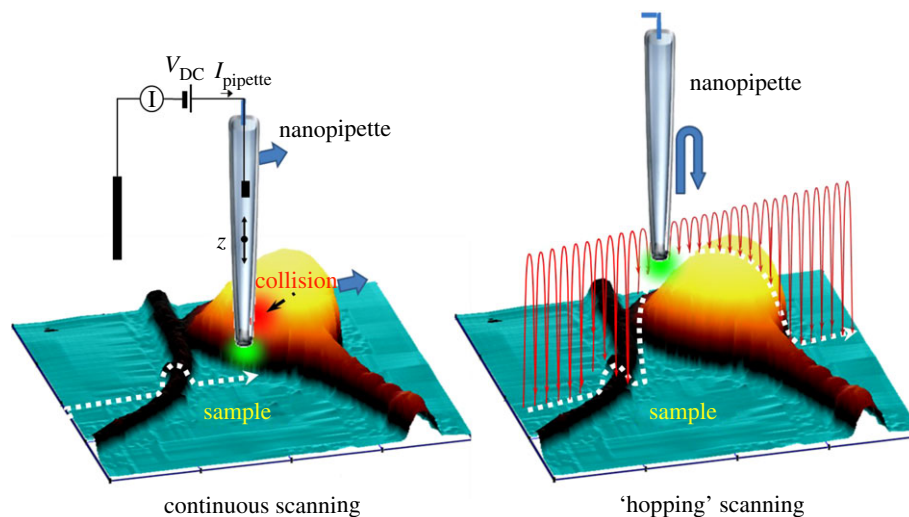 V_DC
I_pipette
I
nanopipette
z
collision
sample
continuous scanning
nanopipette
sample
‘hopping’ scanning